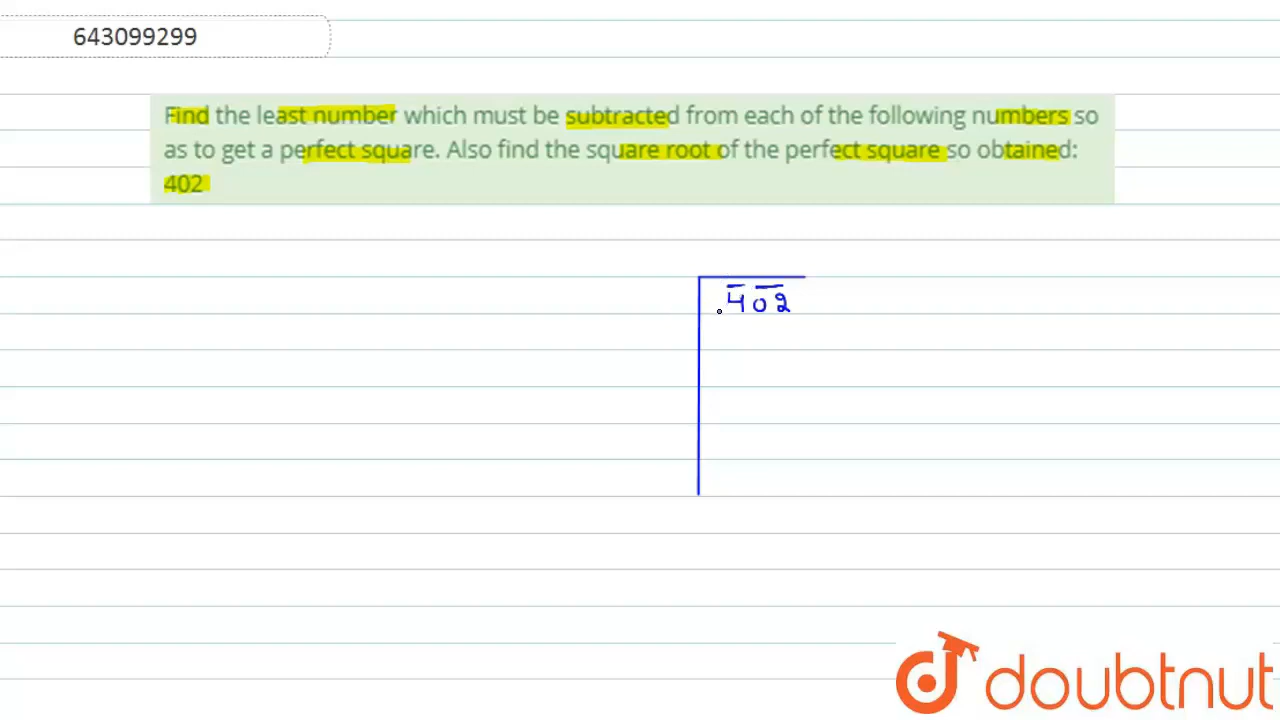 643099299
Find the least number which must be subtracted from each of the following numbers so
as to get a perfect square. Also find the square root of the perfect square so obtained:
402
402
doubtnut